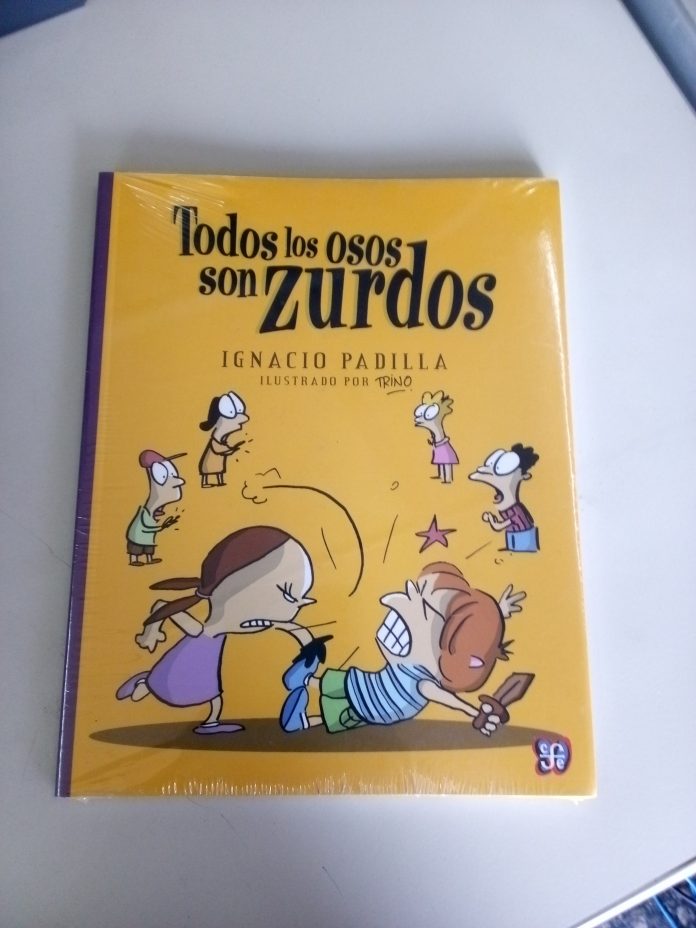 Todos los osos
son zurdos
IGNACIO PADILLA
ILUSTRADO POR TRINO